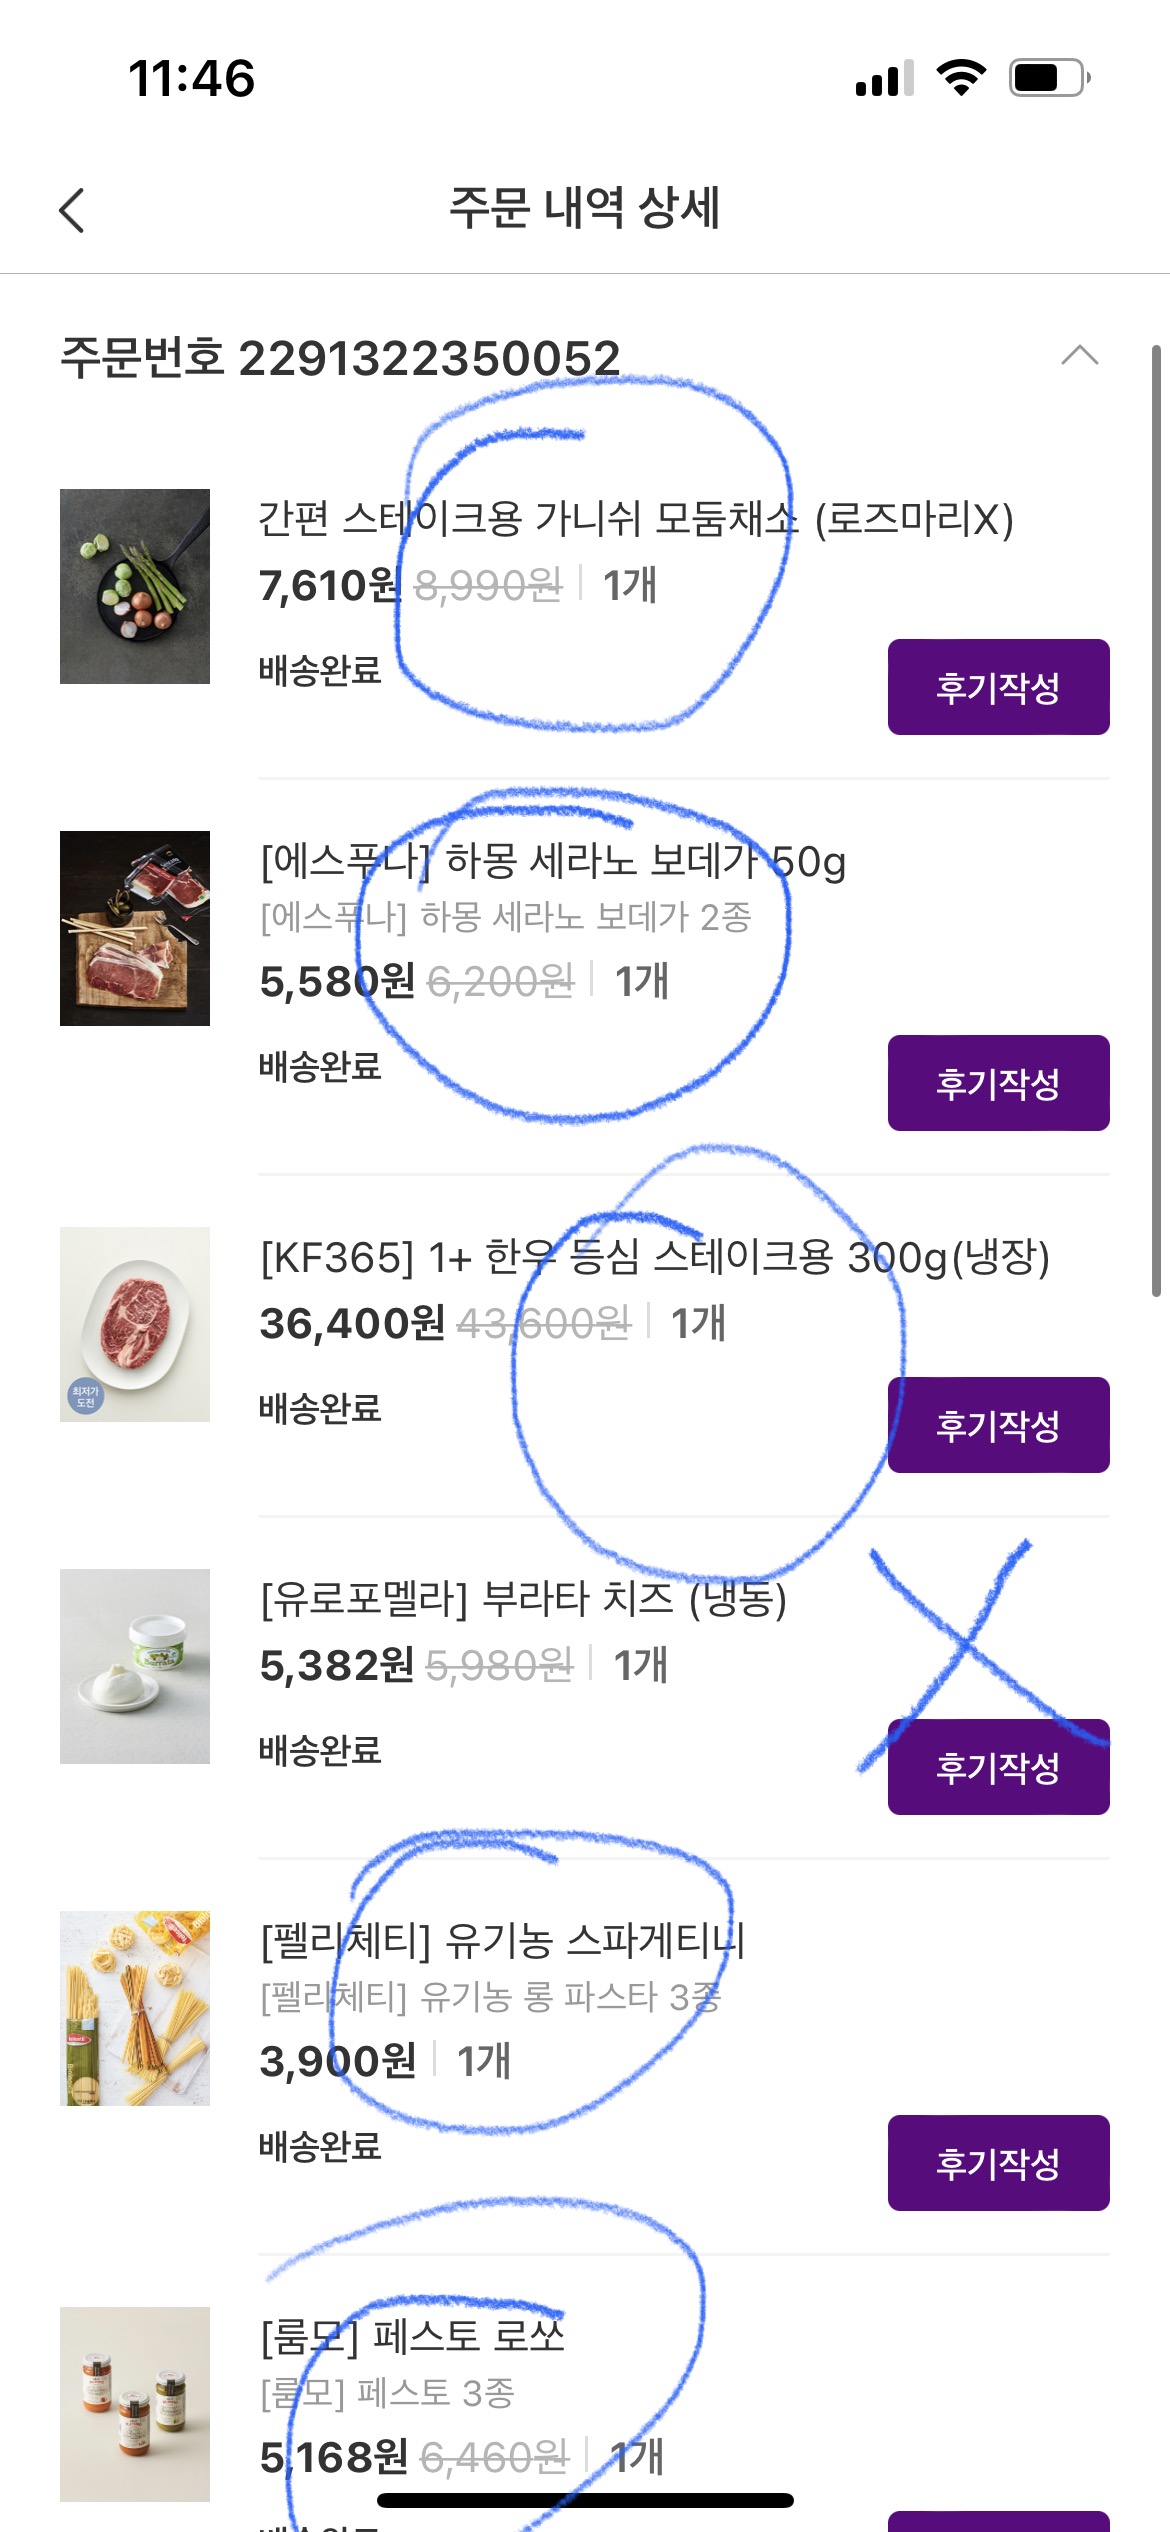 11:46
주문 내역 상세
주문번호 2291322350052
간편 스테이크용 가니쉬 모둠채소 (로즈마리X)
7,610원 8,990원 1개
배송완료
후기작성
[에스푸나] 하몽 세라노 보데가 50g
[에스푸나] 하몽 세라노 보데가 2종
5,580원 6,200원 1개
배송완료
후기작성
[KF365] 1+ 한우 등심 스테이크용 300g(냉장)
36,400원 43,600원 1개
최저가
도전
배송완료
후기작성
[유로포멜라] 부라타 치즈 (냉동)
5,382원 5,980원 1개
Burrata
배송완료
후기작성
[펠리체티] 유기농 스파게티니
[펠리체티] 유기농 롱 파스타 3종
3,900원 1개
배송완료
후기작성
[룸모] 페스토 로쏘
[룸모] 페스토 3종
5,168원 6,460원 1개